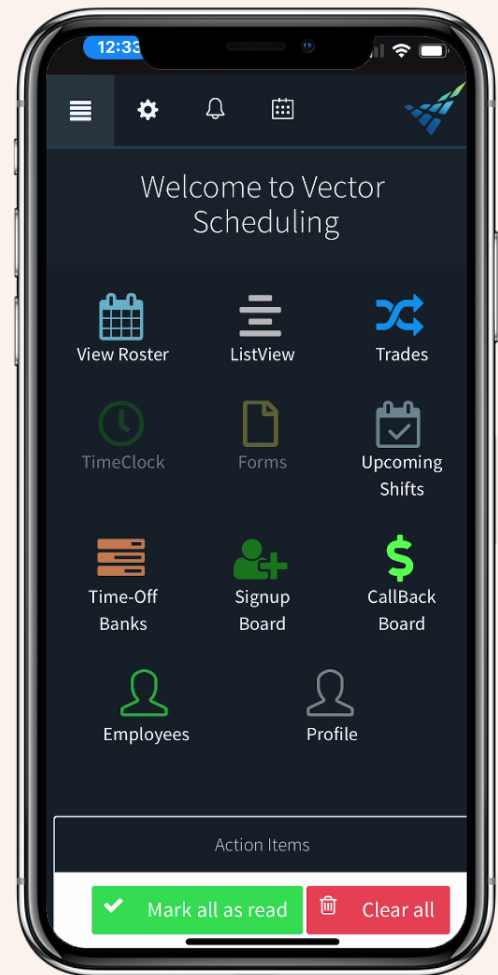 12:33
Welcome to Vector
Scheduling
View Roster
ListView
Trades
TimeClock
Forms
Upcoming
Shifts
Time-Off
Banks
Signup
Board
CallBack
Board
Employees
Profile
Action Items
Mark all as read
Clear all